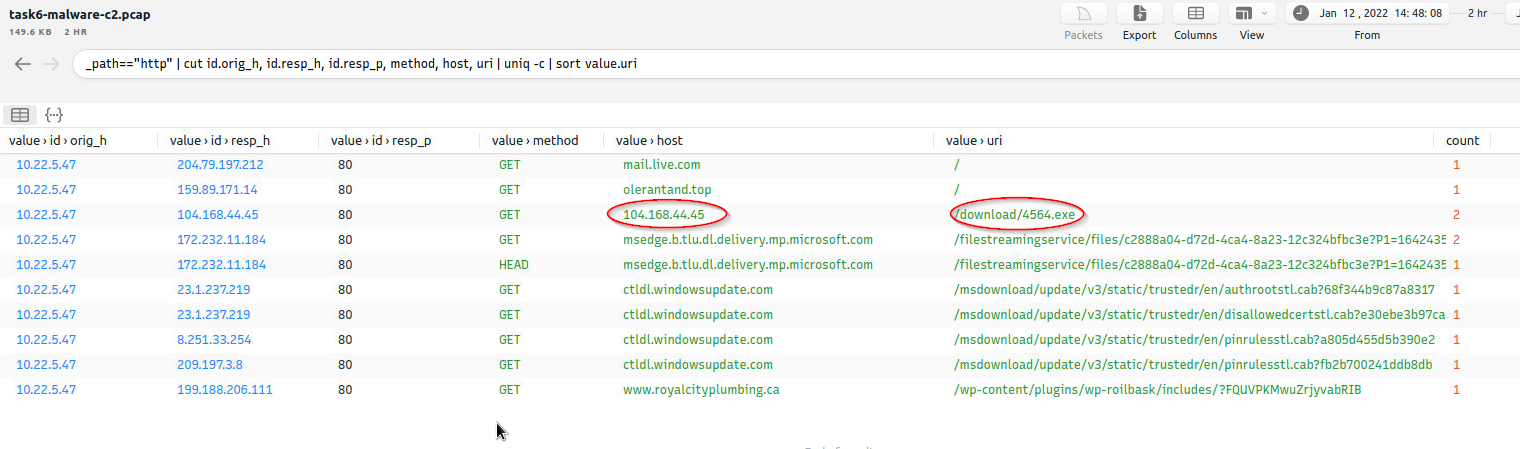 task6-malware-c2.pcap
149.6 KB 2 HR
Packets Export Columns View
Jan 12 , 2022 14:48:08 2 hr
From
_path=="http" | cut id.orig_h, id.resp_h, id.resp_p, method, host, uri | uniq -c | sort value.uri
value › id › orig_h value › id › resp_h value › id › resp_p value › method value › host value › uri count
10.22.5.47 204.79.197.212 80 GET mail.live.com / 1
10.22.5.47 159.89.171.14 80 GET olerantand.top / 1
10.22.5.47 104.168.44.45 80 GET 104.168.44.45 /download/4564.exe 2
10.22.5.47 172.232.11.184 80 GET msedge.b.tlu.dl.delivery.mp.microsoft.com /filestreamingservice/files/c2888a04-d72d-4ca4-8a23-12c324bfbc3e?P1=1642435 2
10.22.5.47 172.232.11.184 80 HEAD msedge.b.tlu.dl.delivery.mp.microsoft.com /filestreamingservice/files/c2888a04-d72d-4ca4-8a23-12c324bfbc3e?P1=1642435 1
10.22.5.47 23.1.237.219 80 GET ctldl.windowsupdate.com /msdownload/update/v3/static/trustedr/en/authrootstl.cab?68f344b9c87a8317 1
10.22.5.47 23.1.237.219 80 GET ctldl.windowsupdate.com /msdownload/update/v3/static/trustedr/en/disallowedcertstl.cab?e30ebe3b97ca 1
10.22.5.47 8.251.33.254 80 GET ctldl.windowsupdate.com /msdownload/update/v3/static/trustedr/en/pinrulesstl.cab?a805d455d5b390e2 1
10.22.5.47 209.197.3.8 80 GET ctldl.windowsupdate.com /msdownload/update/v3/static/trustedr/en/pinrulesstl.cab?fb2b700241ddb8db 1
10.22.5.47 199.188.206.111 80 GET www.royalcityplumbing.ca /wp-content/plugins/wp-roilbask/includes/?FQUVPKMwuZrjyvabRIB 1